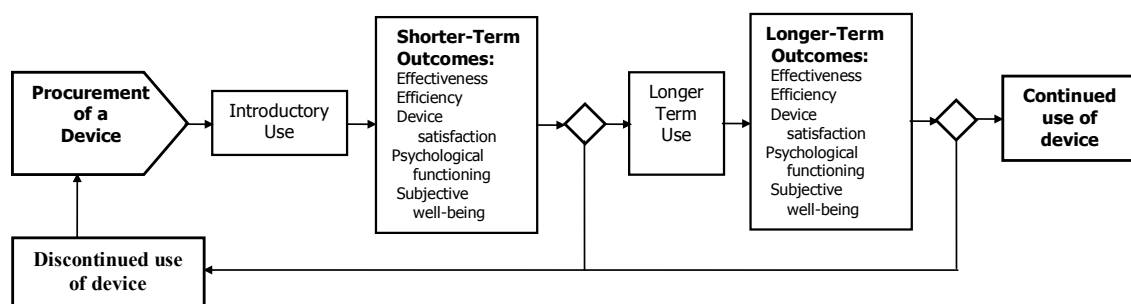 Procurement
of a
Device
Introductory
Use
Shorter-Term
Outcomes:
Effectiveness
Efficiency
Device
satisfaction
Psychological
functioning
Subjective
well-being
Longer
Term
Use
Longer-Term
Outcomes:
Effectiveness
Efficiency
Device
satisfaction
Psychological
functioning
Subjective
well-being
Continued
use of
device
Discontinued use
of device